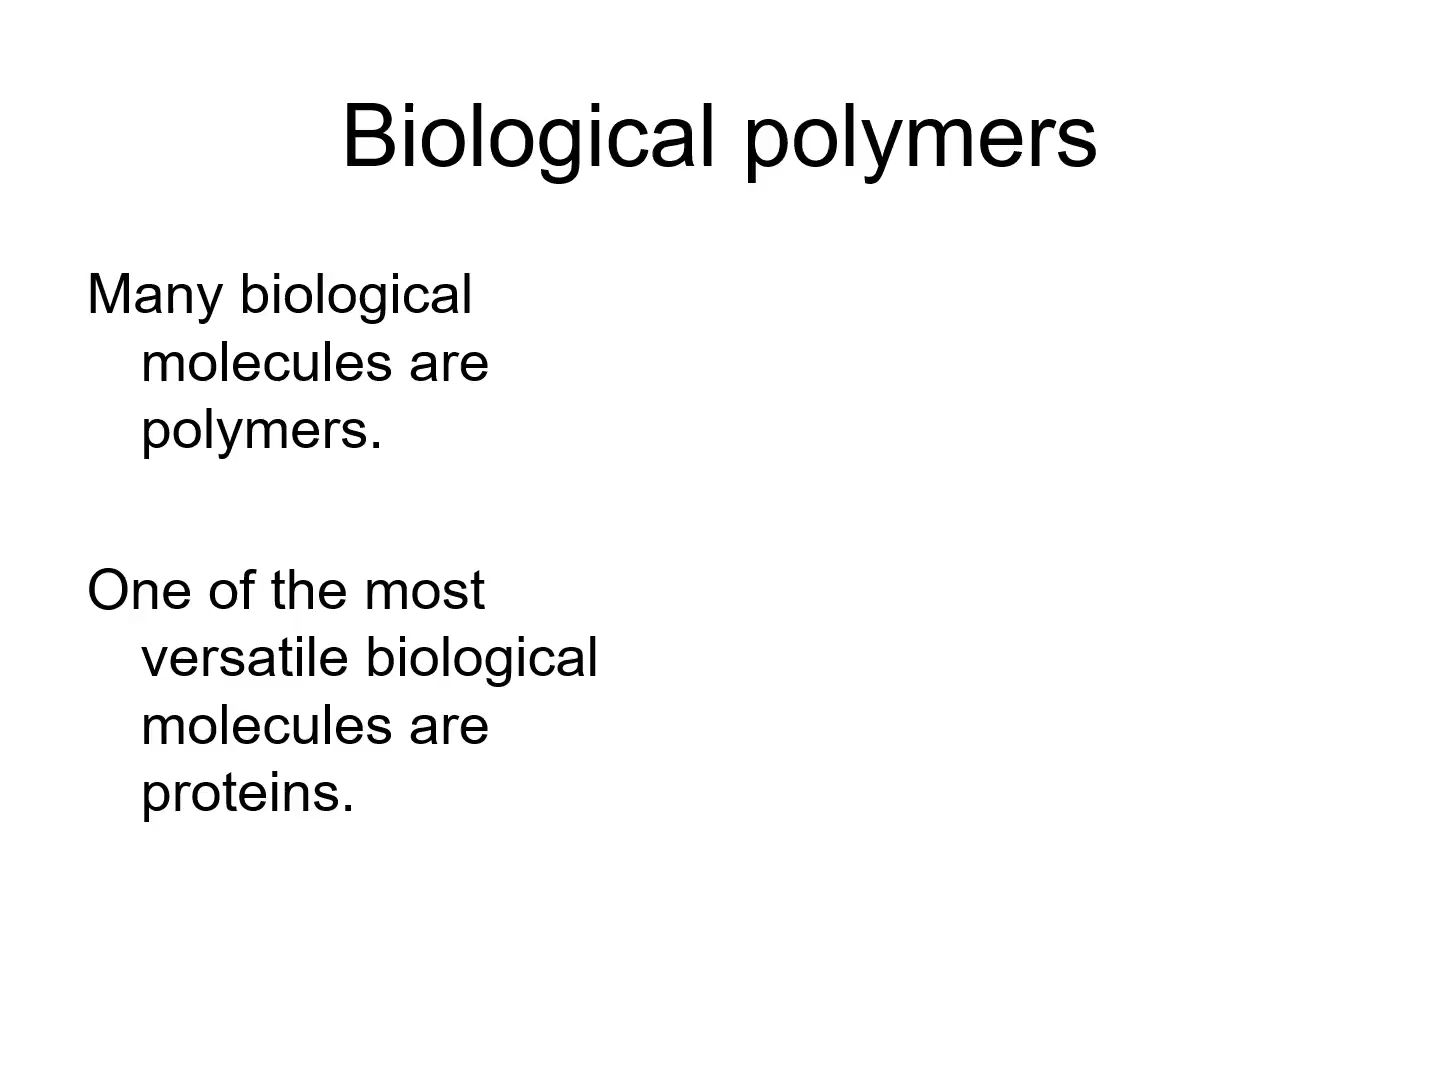 Biological polymers
Many biological
molecules are
polymers.
One of the most
versatile biological
molecules are
proteins.